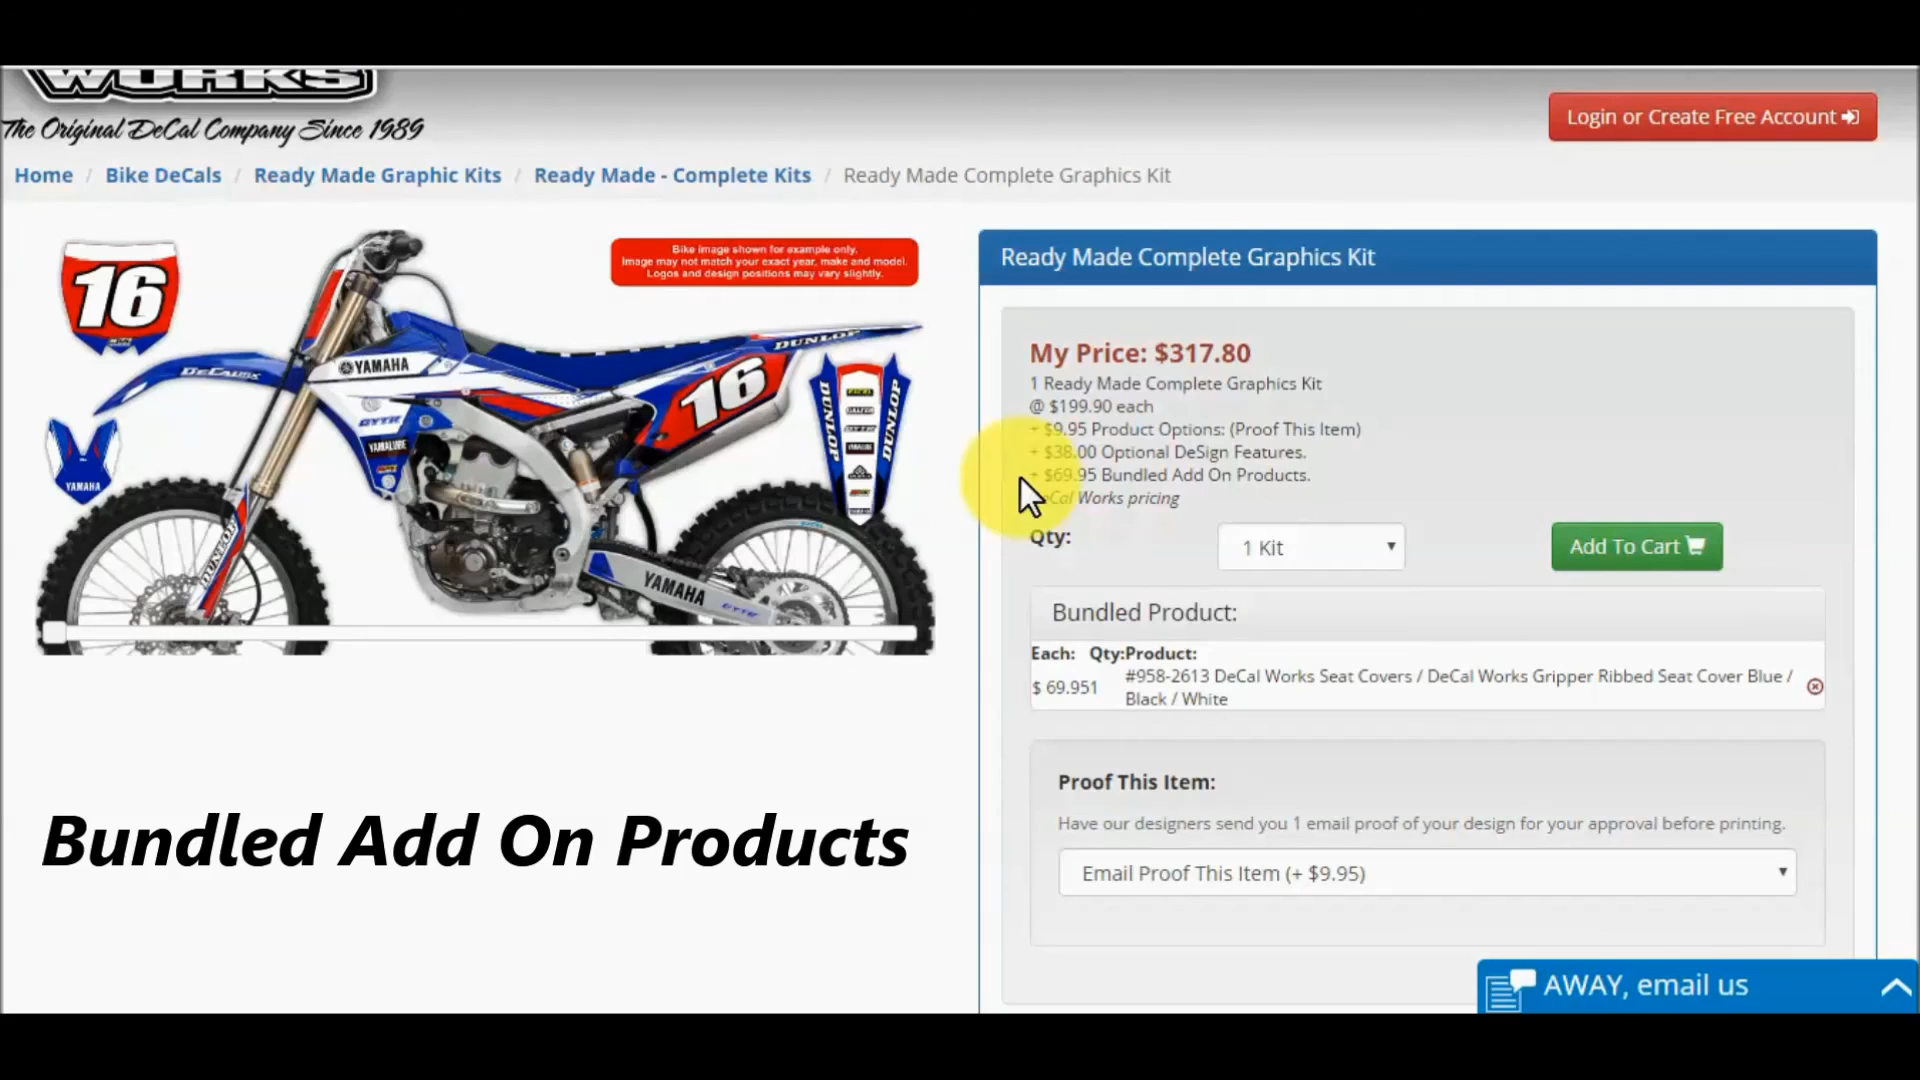 WORKS
The Original DeCal Company Since 1989
Login or Create Free Account
Home / Bike DeCals / Ready Made Graphic Kits / Ready Made - Complete Kits / Ready Made Complete Graphics Kit
Bike image shown for example only.
Image may not match your exact year, make and model.
Logos and design positions may vary slightly.
16
YAMAHA
DeCalMX
DUNLOP
16
YAMAHA
GYTR
YAMALUBE
DUNLOP
DUNLOP
DUNLOP
YAMAHA
GYTR
Ready Made Complete Graphics Kit
My Price: $317.80
1 Ready Made Complete Graphics Kit
@ $199.90 each
+ $9.95 Product Options: (Proof This Item)
+ $38.00 Optional DeSign Features.
+ $69.95 Bundled Add On Products.
DeCal Works pricing
Qty:
1 Kit
Add To Cart
Bundled Product:
Each: Qty:Product:
$ 69.951 #958-2613 DeCal Works Seat Covers / DeCal Works Gripper Ribbed Seat Cover Blue /
Black / White
Proof This Item:
Have our designers send you 1 email proof of your design for your approval before printing.
Email Proof This Item (+ $9.95)
Bundled Add On Products
AWAY, email us